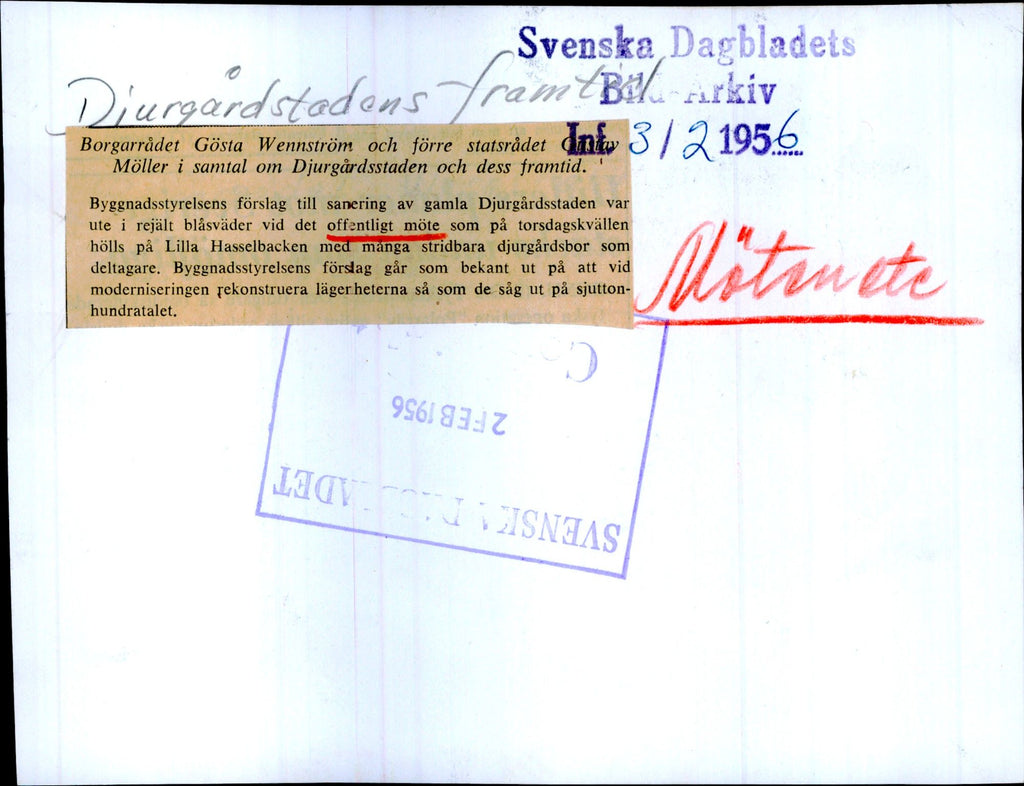 Svenska Dagbladets
Bild-Arkiv
Djurgårdstadens framtid
Inf. 3/2 1956
Borgarrådet Gösta Wennström och förre statsrådet Gustav
Möller i samtal om Djurgårdsstaden och dess framtid.
Byggnadsstyrelsens förslag till sanering av gamla Djurgårdsstaden var
ute i rejält blåsväder vid det offentligt möte som på torsdagskvällen
hölls på Lilla Hasselbacken med många stridbara djurgårdsbor som
deltagare. Byggnadsstyrelsens förslag går som bekant ut på att vid
moderniseringen rekonstruera lägerheterna så som de såg ut på sjutton-
hundratalet.
Möten etc
2 FEB 1956
SVENSKA DAGBLADET